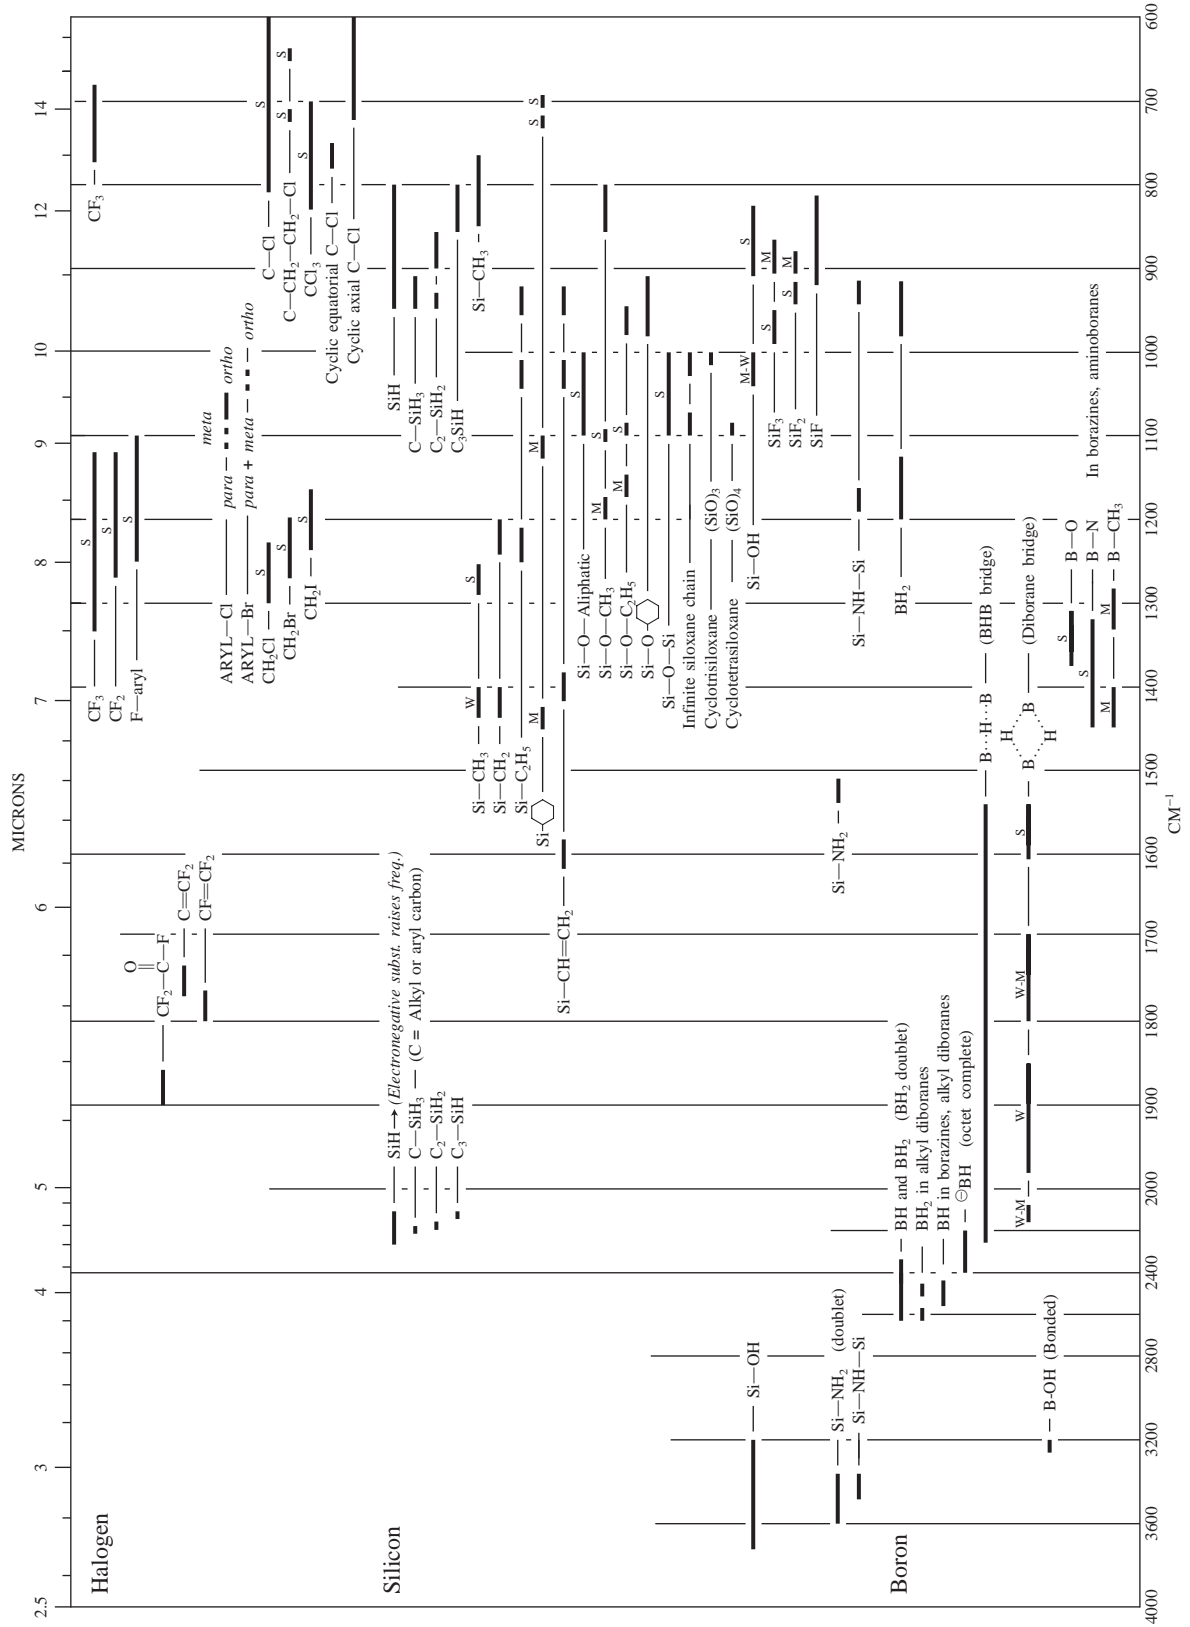 MICRONS
2.5 3 4 5 6 7 8 9 10 12 14
Halogen
CF₃
CF₂
F—aryl
CF₃
CF₂—C—F
O
C=CF₂
CF=CF₂
S
S
S
ARYL—Cl para meta ortho
ARYL—Br para + meta ortho
CH₂Cl S
CH₂Br S
CH₂I S
C—Cl S
C—CH₂—CH₂—Cl S S
CCl₃ S
Cyclic equatorial C—Cl
Cyclic axial C—Cl
Silicon
SiH → (Electronegative subst. raises freq.)
C—SiH₃ — (C = Alkyl or aryl carbon)
C₂—SiH₂
C₃—SiH
SiH
C—SiH₃
C₂—SiH₂
C₃SiH
Si—CH₃ W S
Si—CH₃
Si—CH₂
Si—C₂H₅
Si— M M S S
Si—CH=CH₂
Si—O—Aliphatic S
Si—O—CH₃ M S
Si—O—C₂H₅ M S
Si—O—
Si—O—Si S
Infinite siloxane chain
Cyclotrisiloxane (SiO)₃
Cyclotetrasiloxane (SiO)₄
Si—OH
Si—OH M-W S
SiF₃ S M
SiF₂ S M
SiF
Si—NH₂ (doublet)
Si—NH₂
Si—NH—Si
Si—NH—Si
Boron
BH and BH₂ (BH₂ doublet)
BH₂
BH₂ in alkyl diboranes
BH in borazines, alkyl diboranes
⊖BH (octet complete)
B···H···B (BHB bridge)
W-M W W-M S
H
B B (Diborane bridge)
H
B-OH (Bonded)
S B—O
S B—N In borazines, aminoboranes
M M B—CH₃
4000 3600 3200 2800 2400 2000 1900 1800 1700 1600 1500 1400 1300 1200 1100 1000 900 800 700 600
CM⁻¹